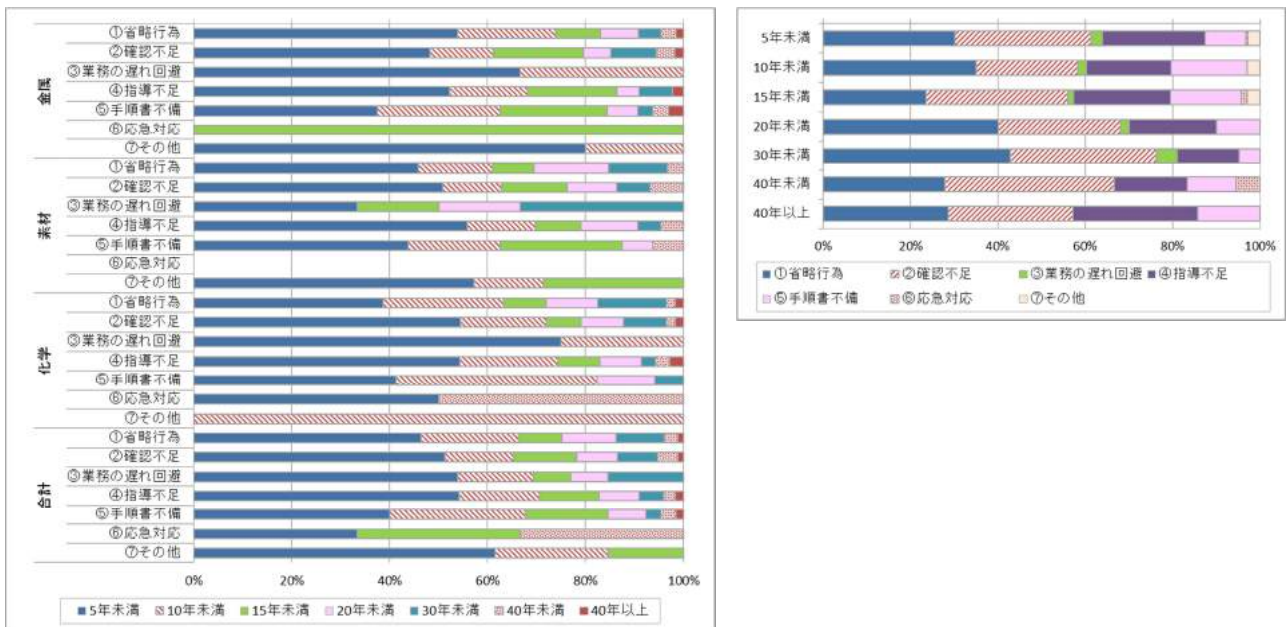 金属
①省略行為
②確認不足
③業務の遅れ回避
④指導不足
⑤手順書不備
⑥応急対応
⑦その他
素材
①省略行為
②確認不足
③業務の遅れ回避
④指導不足
⑤手順書不備
⑥応急対応
⑦その他
化学
①省略行為
②確認不足
③業務の遅れ回避
④指導不足
⑤手順書不備
⑥応急対応
⑦その他
合計
①省略行為
②確認不足
③業務の遅れ回避
④指導不足
⑤手順書不備
⑥応急対応
⑦その他
0% 20% 40% 60% 80% 100%
5年未満 10年未満 15年未満 20年未満 30年未満 40年未満 40年以上
5年未満
10年未満
15年未満
20年未満
30年未満
40年未満
40年以上
0% 20% 40% 60% 80% 100%
①省略行為 ②確認不足 ③業務の遅れ回避 ④指導不足
⑤手順書不備 ⑥応急対応 ⑦その他